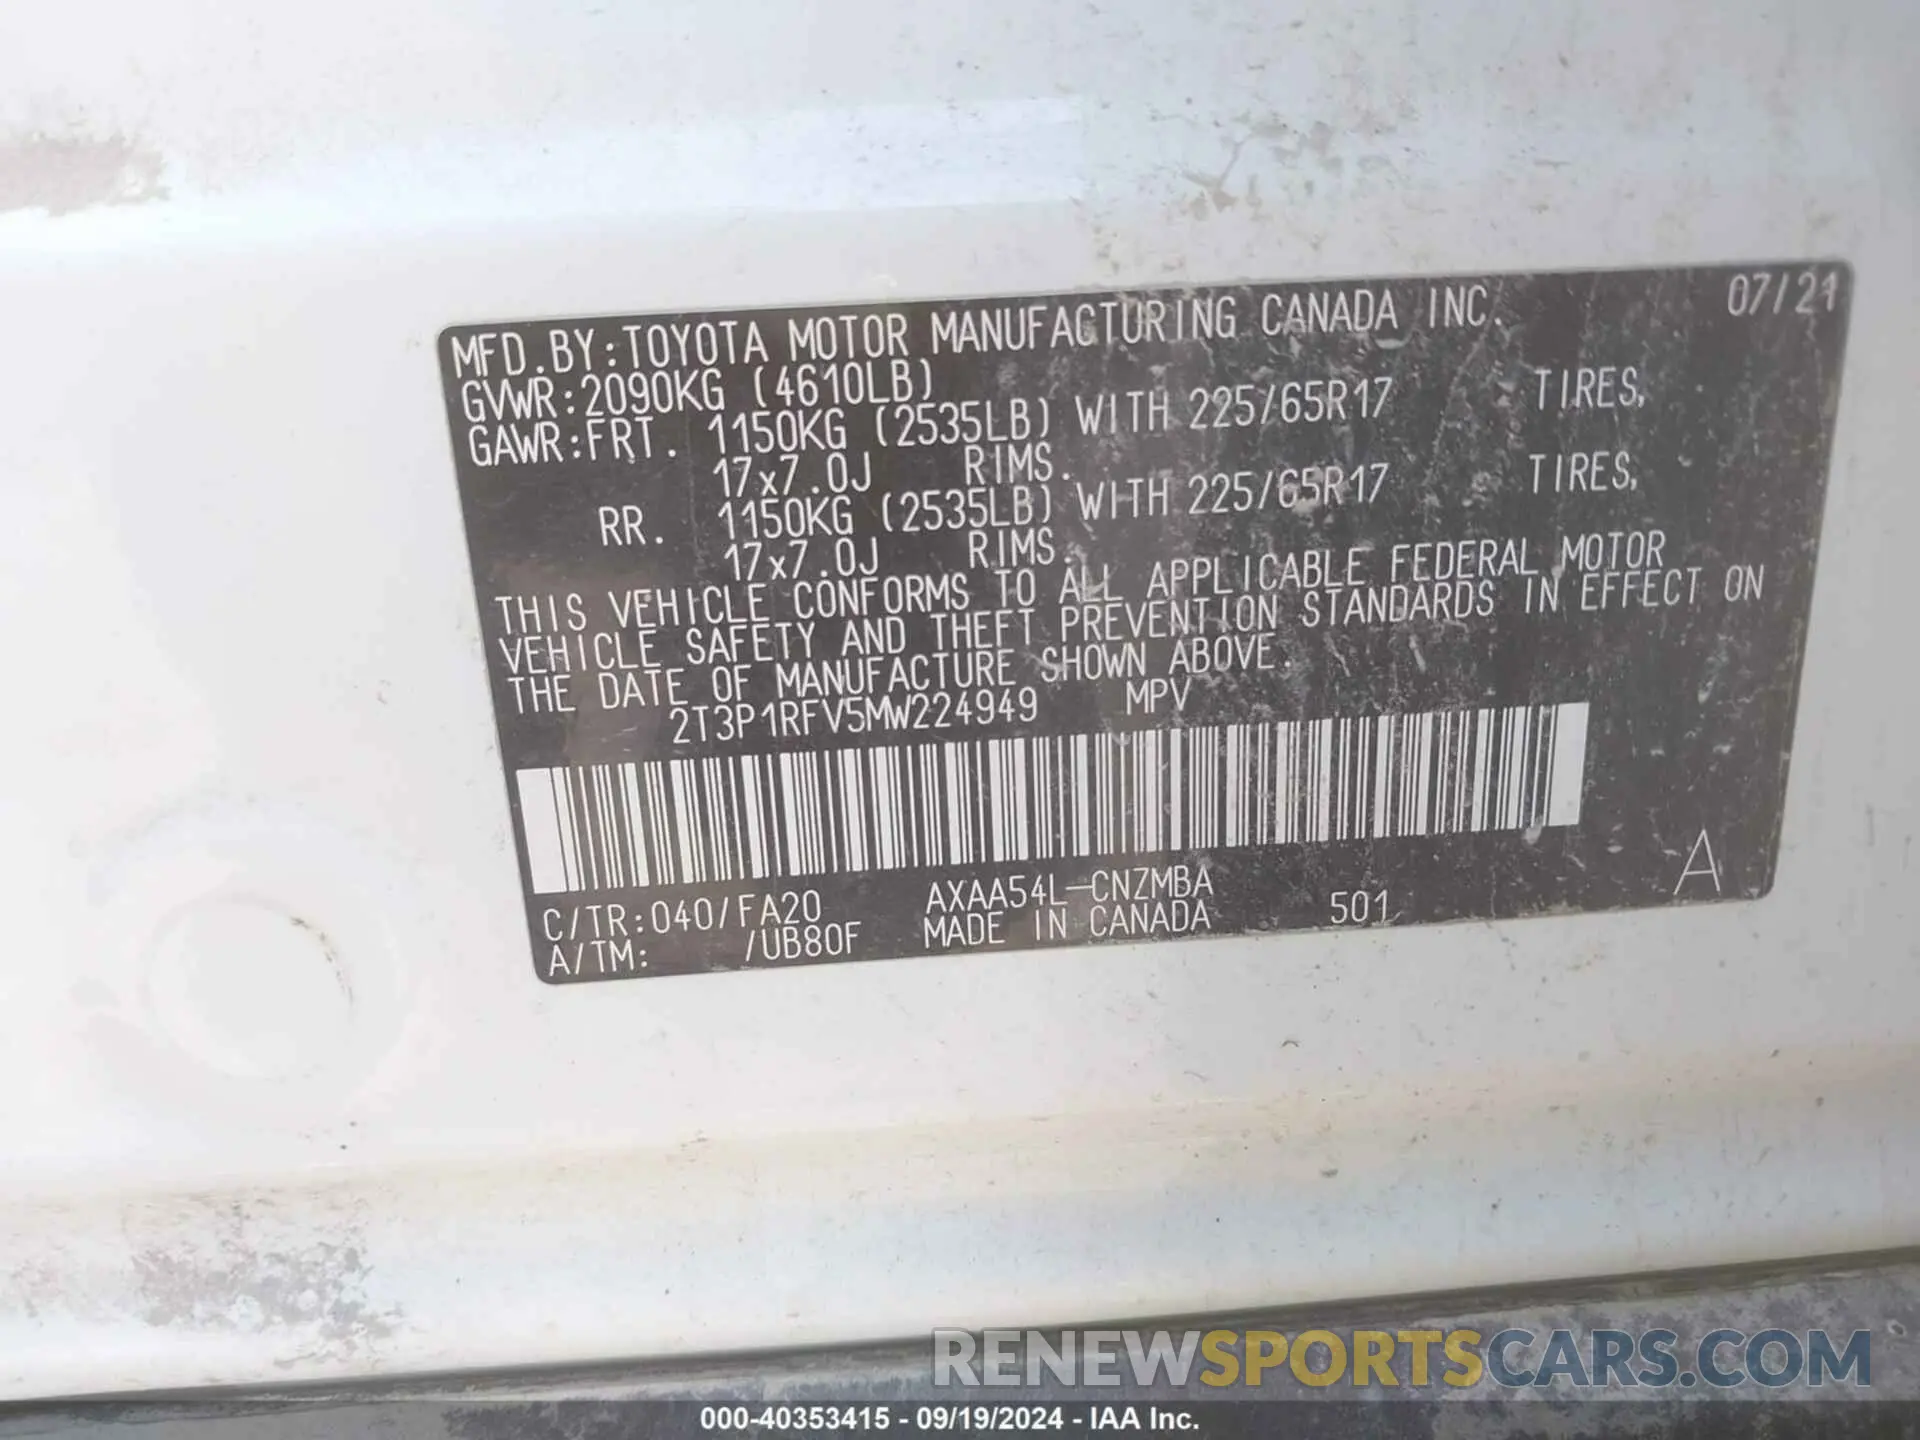 07/21
MFD.BY:TOYOTA MOTOR MANUFACTURING CANADA INC.
GVWR:2090KG (4610LB)
GAWR:FRT. 1150KG (2535LB) WITH 225/65R17 TIRES,
17x7.0J RIMS.
RR. 1150KG (2535LB) WITH 225/65R17 TIRES,
17x7.0J RIMS.
THIS VEHICLE CONFORMS TO ALL APPLICABLE FEDERAL MOTOR
VEHICLE SAFETY AND THEFT PREVENTION STANDARDS IN EFFECT ON
THE DATE OF MANUFACTURE SHOWN ABOVE.
2T3P1RFV5MW224949 MPV
C/TR:040/FA20 AXAA54L-CNZMBA A
A/TM: /UB80F MADE IN CANADA 501
RENEWSPORTSCARS.COM
000-40353415 - 09/19/2024 - IAA Inc.